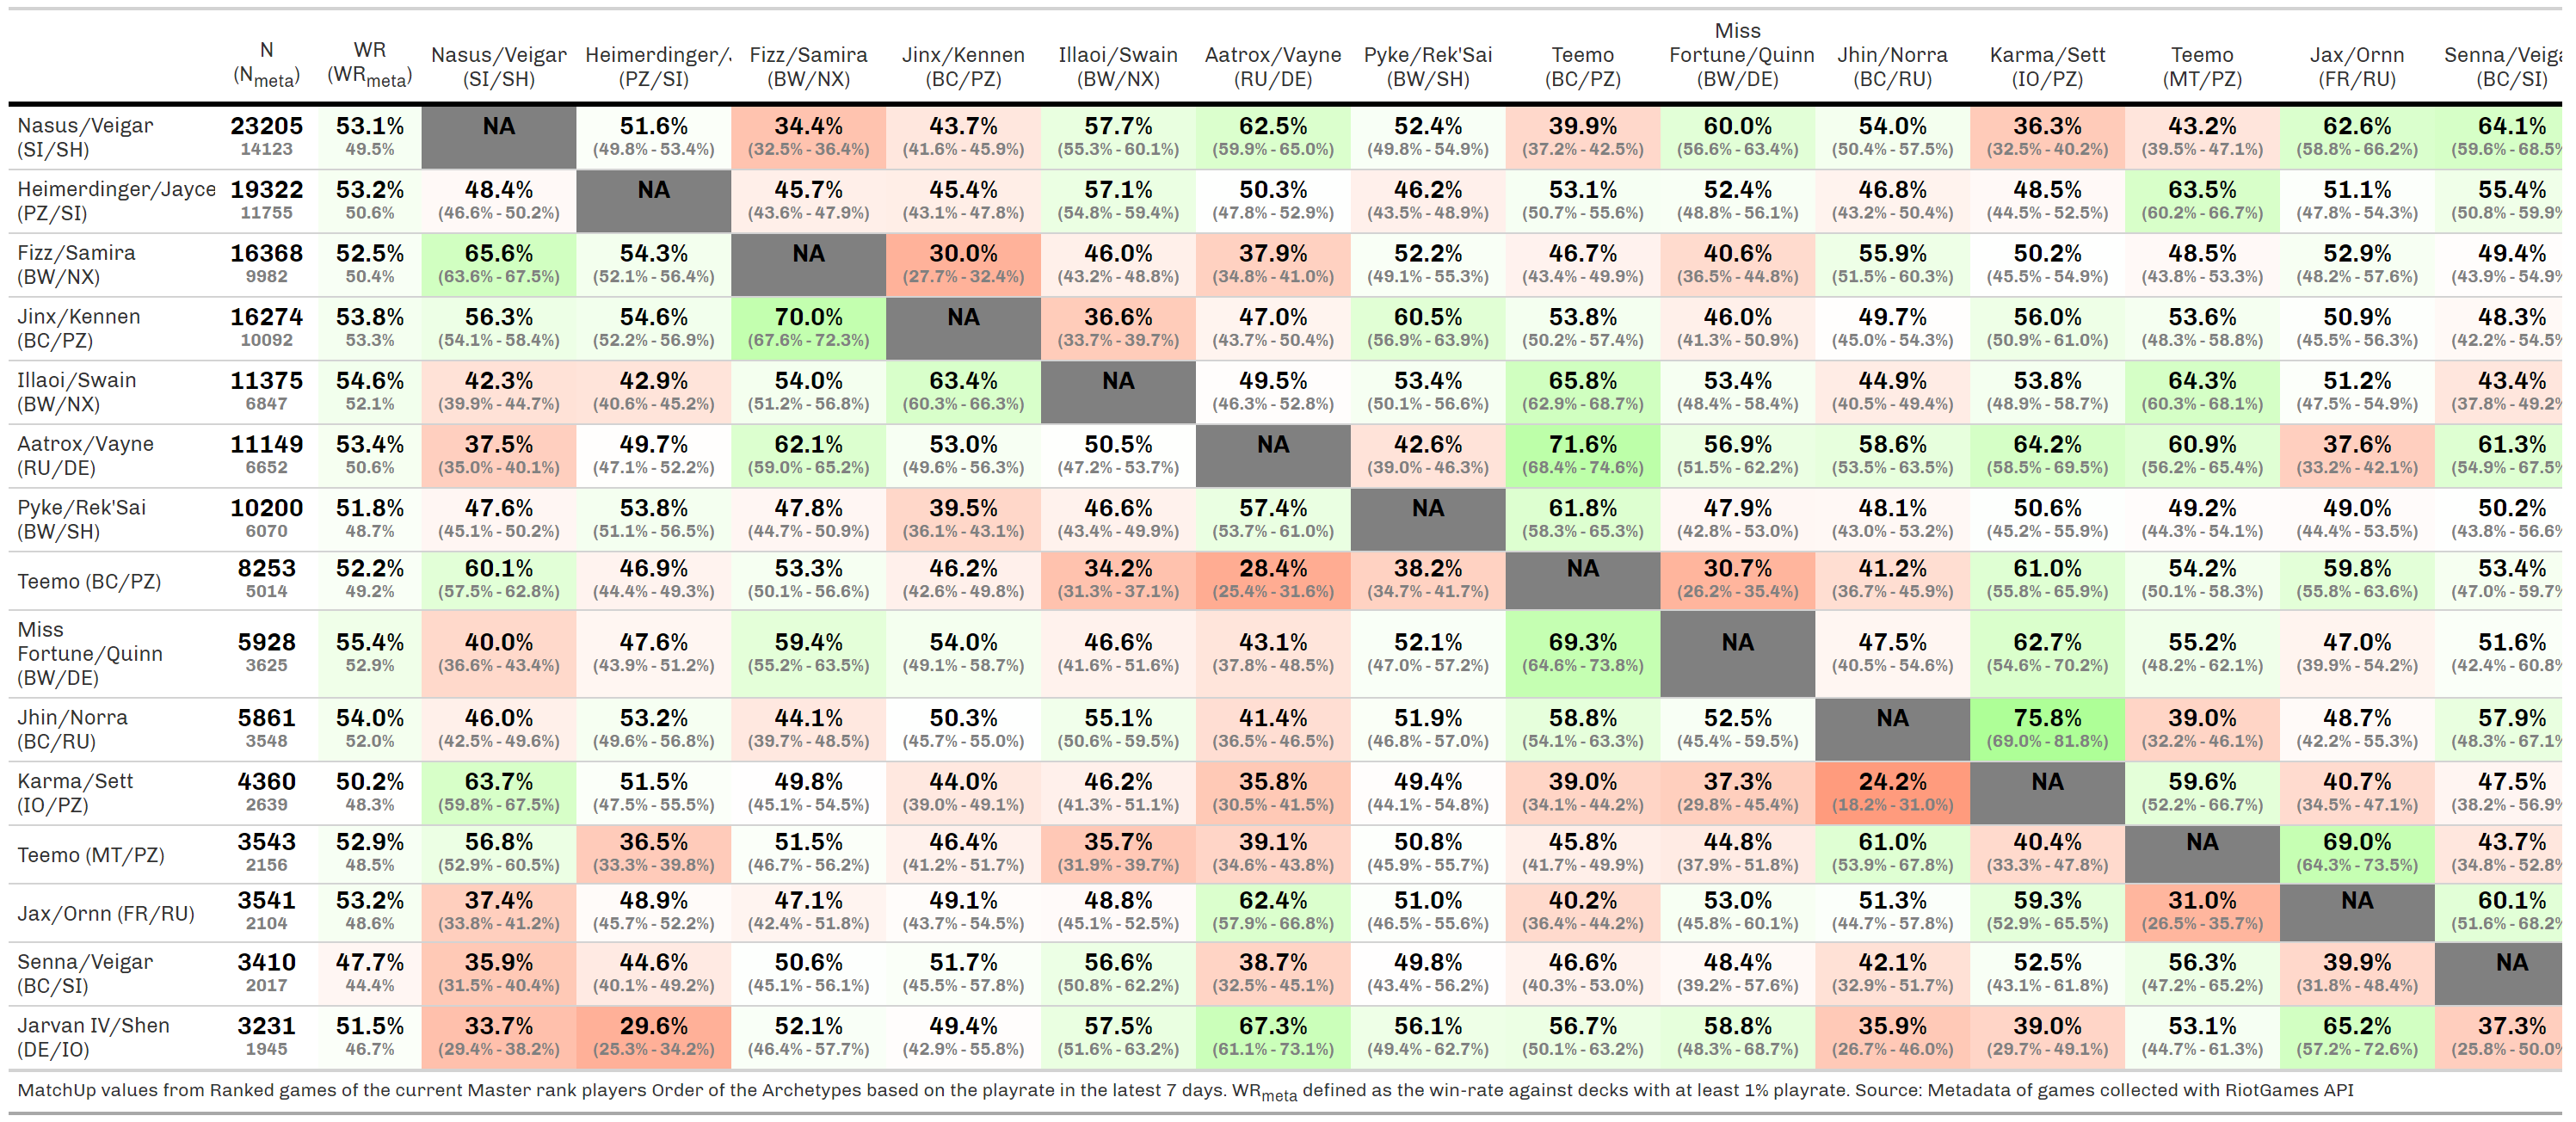 N WR Nasus/Veigar Heimerdinger/ Fizz/Samira Jinx/Kennen Illaoi/Swain Aatrox/Vayne Pyke/Rek'Sai Teemo Miss Fortune/Quinn Jhin/Norra Karma/Sett Teemo Jax/Ornn Senna/Veiga
(Nmeta) (WRmeta) (SI/SH) (PZ/SI) (BW/NX) (BC/PZ) (BW/NX) (RU/DE) (BW/SH) (BC/PZ) (BW/DE) (BC/RU) (IO/PZ) (MT/PZ) (FR/RU) (BC/SI)
Nasus/Veigar 23205 53.1% NA 51.6% 34.4% 43.7% 57.7% 62.5% 52.4% 39.9% 60.0% 54.0% 36.3% 43.2% 62.6% 64.1%
(SI/SH) 14123 49.5% (49.8% - 53.4%) (32.5% - 36.4%) (41.6% - 45.9%) (55.3% - 60.1%) (59.9% - 65.0%) (49.8% - 54.9%) (37.2% - 42.5%) (56.6% - 63.4%) (50.4% - 57.5%) (32.5% - 40.2%) (39.5% - 47.1%) (58.8% - 66.2%) (59.6% - 68.5%
Heimerdinger/Jayce 19322 53.2% 48.4% NA 45.7% 45.4% 57.1% 50.3% 46.2% 53.1% 52.4% 46.8% 48.5% 63.5% 51.1% 55.4%
(PZ/SI) 11755 50.6% (46.6% - 50.2%) (43.6% - 47.9%) (43.1% - 47.8%) (54.8% - 59.4%) (47.8% - 52.9%) (43.5% - 48.9%) (50.7% - 55.6%) (48.8% - 56.1%) (43.2% - 50.4%) (44.5% - 52.5%) (60.2% - 66.7%) (47.8% - 54.3%) (50.8% - 59.9%
Fizz/Samira 16368 52.5% 65.6% 54.3% NA 30.0% 46.0% 37.9% 52.2% 46.7% 40.6% 55.9% 50.2% 48.5% 52.9% 49.4%
(BW/NX) 9982 50.4% (63.6% - 67.5%) (52.1% - 56.4%) (27.7% - 32.4%) (43.2% - 48.8%) (34.8% - 41.0%) (49.1% - 55.3%) (43.4% - 49.9%) (36.5% - 44.8%) (51.5% - 60.3%) (45.5% - 54.9%) (43.8% - 53.3%) (48.2% - 57.6%) (43.9% - 54.9%
Jinx/Kennen 16274 53.8% 56.3% 54.6% 70.0% NA 36.6% 47.0% 60.5% 53.8% 46.0% 49.7% 56.0% 53.6% 50.9% 48.3%
(BC/PZ) 10092 53.3% (54.1% - 58.4%) (52.2% - 56.9%) (67.6% - 72.3%) (33.7% - 39.7%) (43.7% - 50.4%) (56.9% - 63.9%) (50.2% - 57.4%) (41.3% - 50.9%) (45.0% - 54.3%) (50.9% - 61.0%) (48.3% - 58.8%) (45.5% - 56.3%) (42.2% - 54.5%
Illaoi/Swain 11375 54.6% 42.3% 42.9% 54.0% 63.4% NA 49.5% 53.4% 65.8% 53.4% 44.9% 53.8% 64.3% 51.2% 43.4%
(BW/NX) 6847 52.1% (39.9% - 44.7%) (40.6% - 45.2%) (51.2% - 56.8%) (60.3% - 66.3%) (46.3% - 52.8%) (50.1% - 56.6%) (62.9% - 68.7%) (48.4% - 58.4%) (40.5% - 49.4%) (48.9% - 58.7%) (60.3% - 68.1%) (47.5% - 54.9%) (37.8% - 49.2%
Aatrox/Vayne 11149 53.4% 37.5% 49.7% 62.1% 53.0% 50.5% NA 42.6% 71.6% 56.9% 58.6% 64.2% 60.9% 37.6% 61.3%
(RU/DE) 6652 50.6% (35.0% - 40.1%) (47.1% - 52.2%) (59.0% - 65.2%) (49.6% - 56.3%) (47.2% - 53.7%) (39.0% - 46.3%) (68.4% - 74.6%) (51.5% - 62.2%) (53.5% - 63.5%) (58.5% - 69.5%) (56.2% - 65.4%) (33.2% - 42.1%) (54.9% - 67.5%
Pyke/Rek'Sai 10200 51.8% 47.6% 53.8% 47.8% 39.5% 46.6% 57.4% NA 61.8% 47.9% 48.1% 50.6% 49.2% 49.0% 50.2%
(BW/SH) 6070 48.7% (45.1% - 50.2%) (51.1% - 56.5%) (44.7% - 50.9%) (36.1% - 43.1%) (43.4% - 49.9%) (53.7% - 61.0%) (58.3% - 65.3%) (42.8% - 53.0%) (43.0% - 53.2%) (45.2% - 55.9%) (44.3% - 54.1%) (44.4% - 53.5%) (43.8% - 56.6%
Teemo (BC/PZ) 8253 52.2% 60.1% 46.9% 53.3% 46.2% 34.2% 28.4% 38.2% NA 30.7% 41.2% 61.0% 54.2% 59.8% 53.4%
5014 49.2% (57.5% - 62.8%) (44.4% - 49.3%) (50.1% - 56.6%) (42.6% - 49.8%) (31.3% - 37.1%) (25.4% - 31.6%) (34.7% - 41.7%) (26.2% - 35.4%) (36.7% - 45.9%) (55.8% - 65.9%) (50.1% - 58.3%) (55.8% - 63.6%) (47.0% - 59.7%
Miss
Fortune/Quinn 5928 55.4% 40.0% 47.6% 59.4% 54.0% 46.6% 43.1% 52.1% 69.3% NA 47.5% 62.7% 55.2% 47.0% 51.6%
(BW/DE) 3625 52.9% (36.6% - 43.4%) (43.9% - 51.2%) (55.2% - 63.5%) (49.1% - 58.7%) (41.6% - 51.6%) (37.8% - 48.5%) (47.0% - 57.2%) (64.6% - 73.8%) (40.5% - 54.6%) (54.6% - 70.2%) (48.2% - 62.1%) (39.9% - 54.2%) (42.4% - 60.8%
Jhin/Norra 5861 54.0% 46.0% 53.2% 44.1% 50.3% 55.1% 41.4% 51.9% 58.8% 52.5% NA 75.8% 39.0% 48.7% 57.9%
(BC/RU) 3548 52.0% (42.5% - 49.6%) (49.6% - 56.8%) (39.7% - 48.5%) (45.7% - 55.0%) (50.6% - 59.5%) (36.5% - 46.5%) (46.8% - 57.0%) (54.1% - 63.3%) (45.4% - 59.5%) (69.0% - 81.8%) (32.2% - 46.1%) (42.2% - 55.3%) (48.3% - 67.1%
Karma/Sett 4360 50.2% 63.7% 51.5% 49.8% 44.0% 46.2% 35.8% 49.4% 39.0% 37.3% 24.2% NA 59.6% 40.7% 47.5%
(IO/PZ) 2639 48.3% (59.8% - 67.5%) (47.5% - 55.5%) (45.1% - 54.5%) (39.0% - 49.1%) (41.3% - 51.1%) (30.5% - 41.5%) (44.1% - 54.8%) (34.1% - 44.2%) (29.8% - 45.4%) (18.2% - 31.0%) (52.2% - 66.7%) (34.5% - 47.1%) (38.2% - 56.9%
Teemo (MT/PZ) 3543 52.9% 56.8% 36.5% 51.5% 46.4% 35.7% 39.1% 50.8% 45.8% 44.8% 61.0% 40.4% NA 69.0% 43.7%
2156 48.5% (52.9% - 60.5%) (33.3% - 39.8%) (46.7% - 56.2%) (41.2% - 51.7%) (31.9% - 39.7%) (34.6% - 43.8%) (45.9% - 55.7%) (41.7% - 49.9%) (37.9% - 51.8%) (53.9% - 67.8%) (33.3% - 47.8%) (64.3% - 73.5%) (34.8% - 52.8%
Jax/Ornn (FR/RU) 3541 53.2% 37.4% 48.9% 47.1% 49.1% 48.8% 62.4% 51.0% 40.2% 53.0% 51.3% 59.3% 31.0% NA 60.1%
2104 48.6% (33.8% - 41.2%) (45.7% - 52.2%) (42.4% - 51.8%) (43.7% - 54.5%) (45.1% - 52.5%) (57.9% - 66.8%) (46.5% - 55.6%) (36.4% - 44.2%) (45.8% - 60.1%) (44.7% - 57.8%) (52.9% - 65.5%) (26.5% - 35.7%) (51.6% - 68.2%
Senna/Veigar 3410 47.7% 35.9% 44.6% 50.6% 51.7% 56.6% 38.7% 49.8% 46.6% 48.4% 42.1% 52.5% 56.3% 39.9% NA
(BC/SI) 2017 44.4% (31.5% - 40.4%) (40.1% - 49.2%) (45.1% - 56.1%) (45.5% - 57.8%) (50.8% - 62.2%) (32.5% - 45.1%) (43.4% - 56.2%) (40.3% - 53.0%) (39.2% - 57.6%) (32.9% - 51.7%) (43.1% - 61.8%) (47.2% - 65.2%) (31.8% - 48.4%)
Jarvan IV/Shen 3231 51.5% 33.7% 29.6% 52.1% 49.4% 57.5% 67.3% 56.1% 56.7% 58.8% 35.9% 39.0% 53.1% 65.2% 37.3%
(DE/IO) 1945 46.7% (29.4% - 38.2%) (25.3% - 34.2%) (46.4% - 57.7%) (42.9% - 55.8%) (51.6% - 63.2%) (61.1% - 73.1%) (49.4% - 62.7%) (50.1% - 63.2%) (48.3% - 68.7%) (26.7% - 46.0%) (29.7% - 49.1%) (44.7% - 61.3%) (57.2% - 72.6%) (25.8% - 50.0%
MatchUp values from Ranked games of the current Master rank players Order of the Archetypes based on the playrate in the latest 7 days. WRmeta defined as the win-rate against decks with at least 1% playrate. Source: Metadata of games collected with RiotGames API